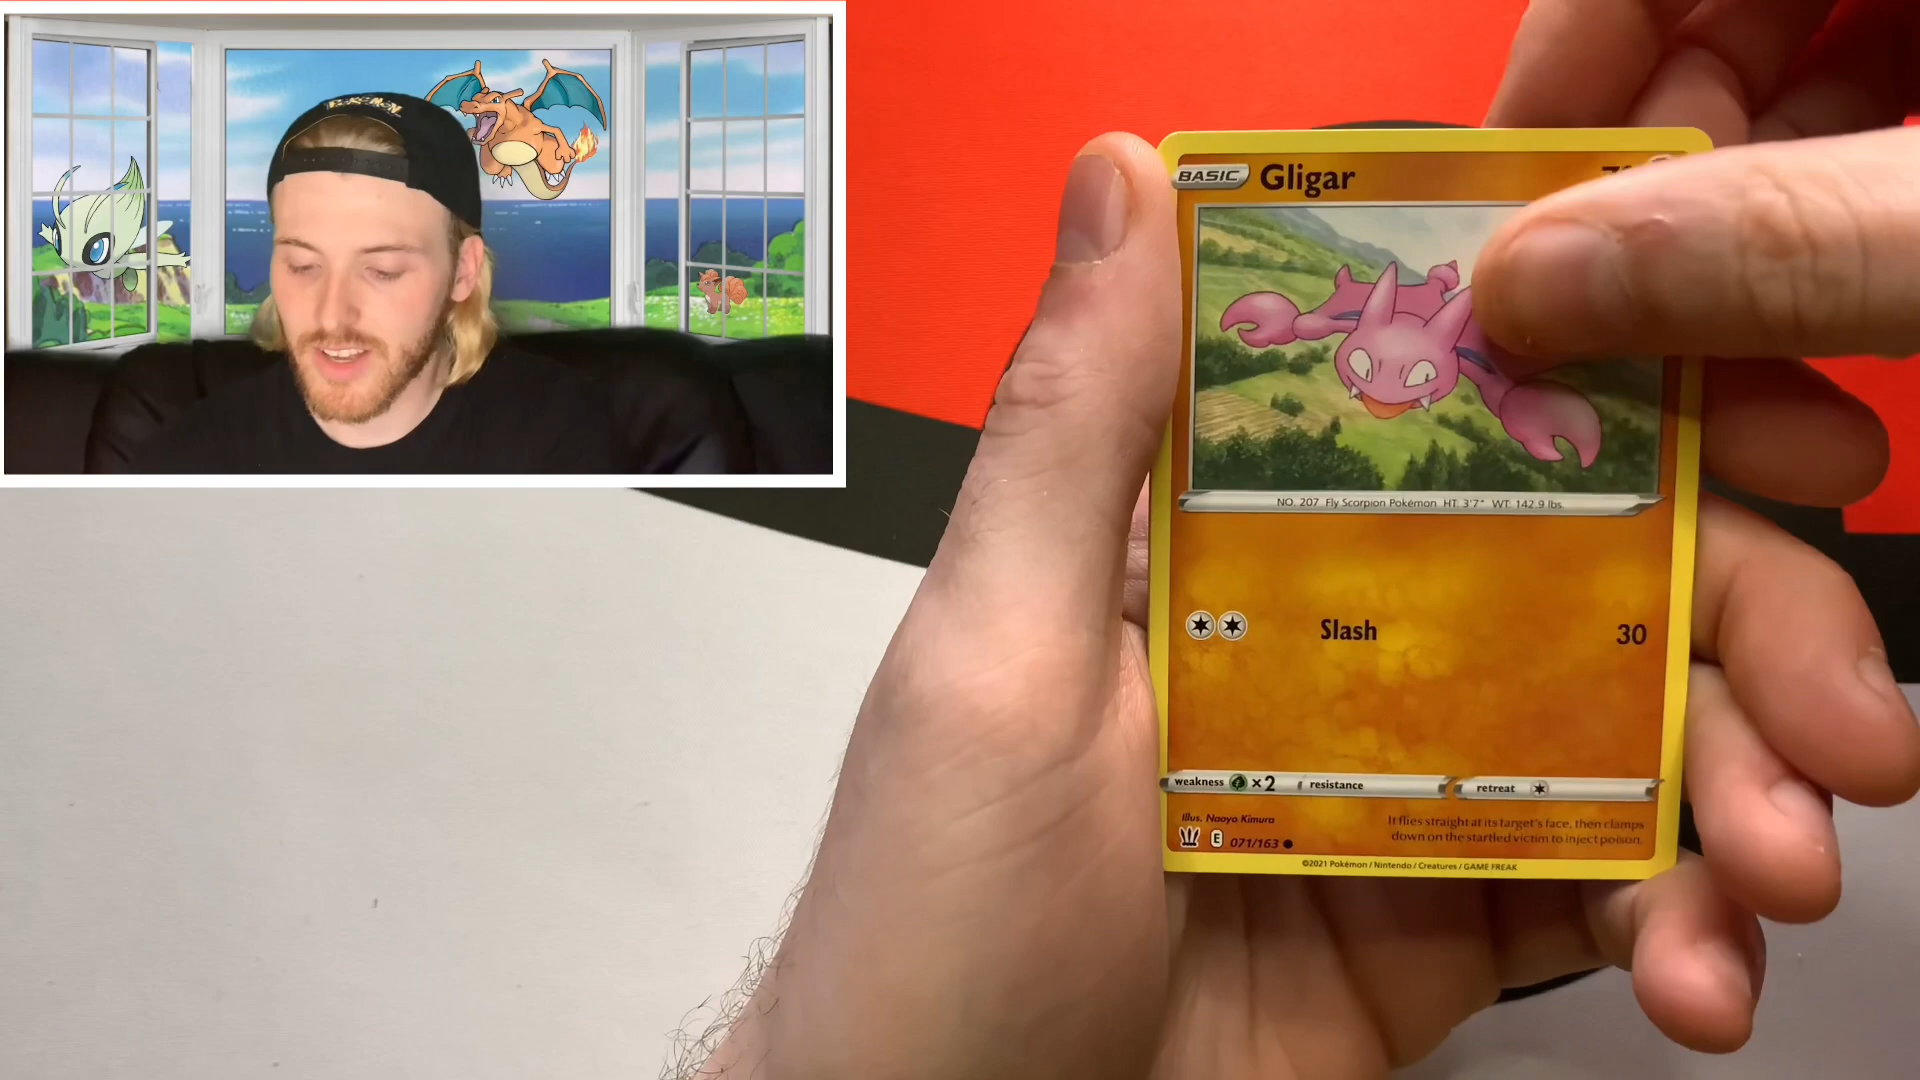 POKEMON
BASIC Gligar
NO. 207 Fly Scorpion Pokémon HT: 3'7" WT: 142.9 lbs.
Slash 30
weakness ×2 resistance retreat
Illus. Naoyo Kimura
It flies straight at its target's face, then clamps
down on the startled victim to inject poison.
E 071/163
©2021 Pokémon / Nintendo / Creatures / GAME FREAK